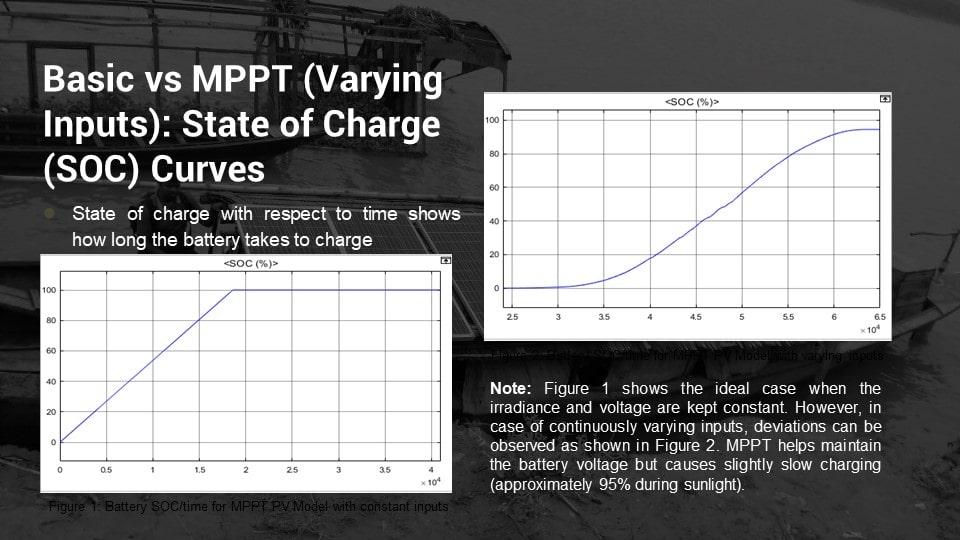 Basic vs MPPT (Varying
Inputs): State of Charge
(SOC) Curves
State of charge with respect to time shows
how long the battery takes to charge
<SOC (%)>
100
80
60
40
20
0
0 0.5 1 1.5 2 2.5 3 3.5 4
× 10⁴
Figure 1: Battery SOC/time for MPPT PV Model with constant inputs
<SOC (%)>
100
80
60
40
20
0
2.5 3 3.5 4 4.5 5 5.5 6 6.5
× 10⁴
Figure 2: Battery SOC/time for MPPT PV Model with varying inputs
Note: Figure 1 shows the ideal case when the
irradiance and voltage are kept constant. However, in
case of continuously varying inputs, deviations can be
observed as shown in Figure 2. MPPT helps maintain
the battery voltage but causes slightly slow charging
(approximately 95% during sunlight).